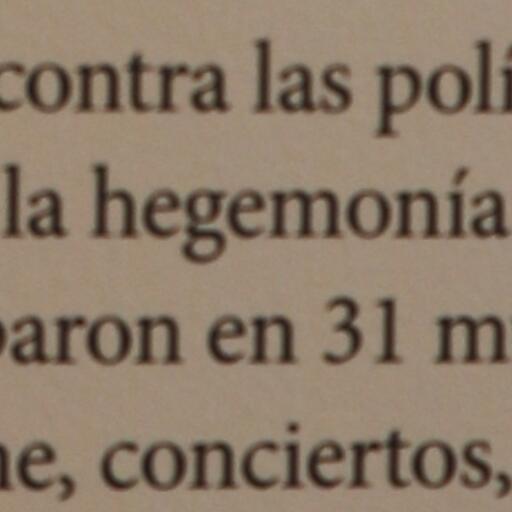 contra las polí
la hegemonía
paron en 31 m
ne, conciertos,